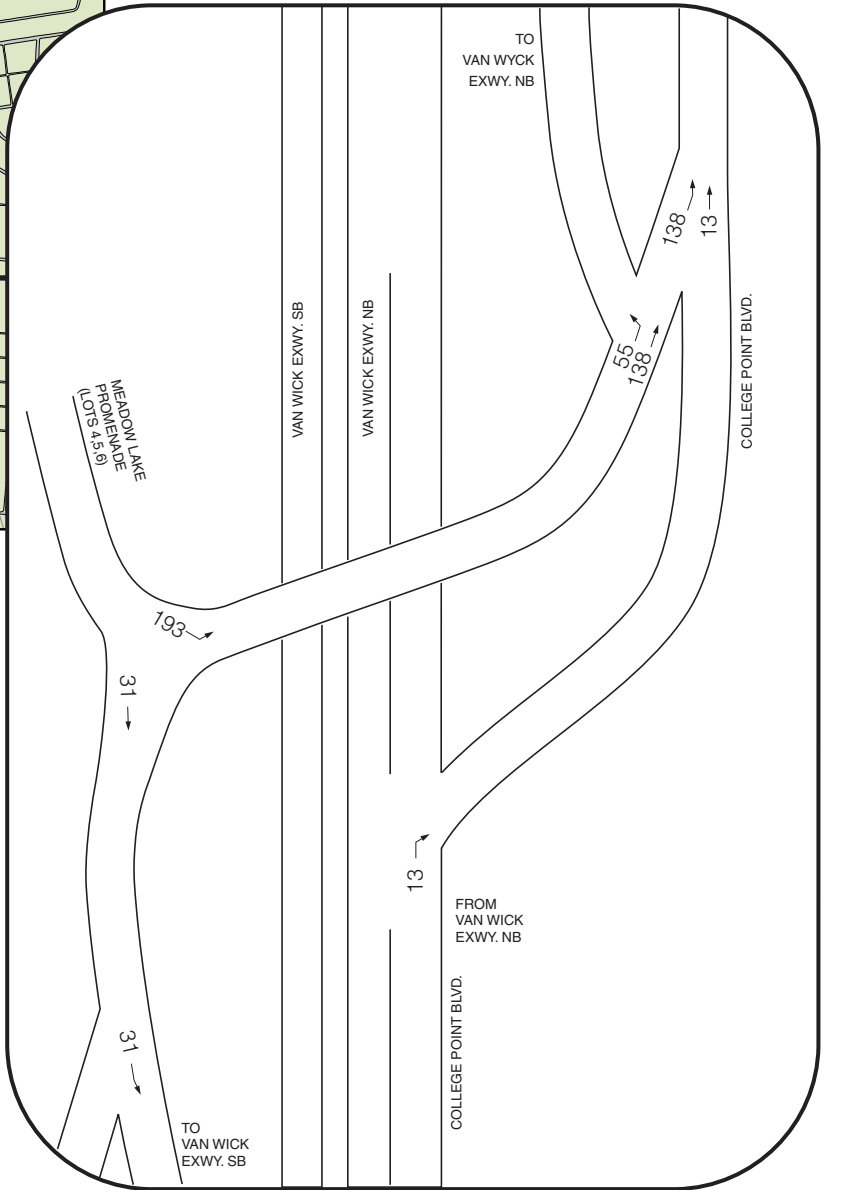 TO
VAN WYCK
EXWY. NB
138
13
VAN WICK EXWY. SB
VAN WICK EXWY. NB
COLLEGE POINT BLVD.
55
138
MEADOW LAKE
PROMENADE
(LOTS 4,5,6)
193
31
13
FROM
VAN WICK
EXWY. NB
COLLEGE POINT BLVD.
31
TO
VAN WICK
EXWY. SB